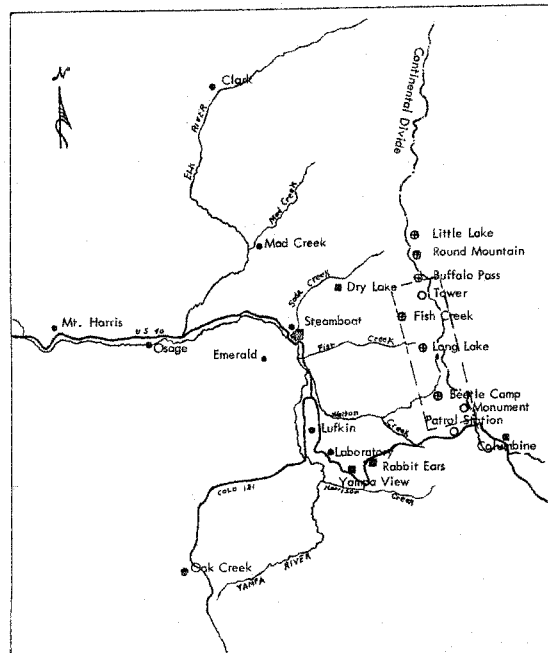 N
Clark
Continental Divide
ELK RIVER
Mad Creek
Mad Creek
Little Lake
Round Mountain
Buffalo Pass
Dry Lake
Tower
Soda Creek
Fish Creek
Mt. Harris
US 40
Steamboat
Osage
Fish Creek
Long Lake
Emerald
Beetle Camp
Monument
Walton Creek
Patrol Station
Lufkin
Columbine
Laboratory
Rabbit Ears
Yampa View
Harrison Creek
COLO 131
Oak Creek
YAMPA RIVER